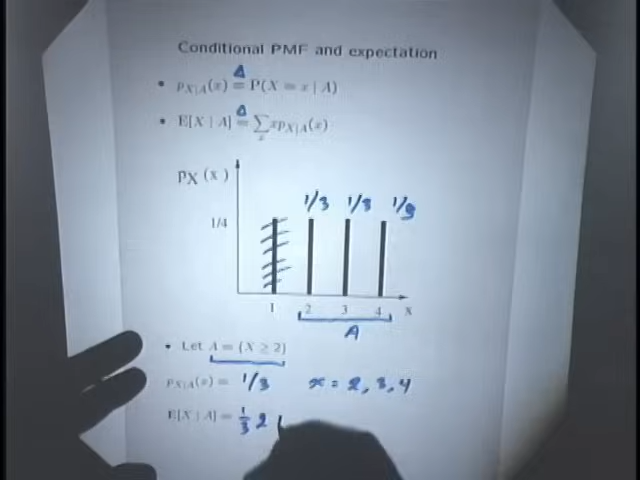 Conditional PMF and expectation
• p_{X|A}(x) ≜ P(X = x | A)
• E[X | A] ≜ ∑_x x p_{X|A}(x)
p_X (x)
1/3 1/3 1/3
1/4
1 2 3 4 x
A
• Let A = {X ≥ 2}
p_{X|A}(x) = 1/3 x = 2, 3, 4
E[X | A] = 1/3 2